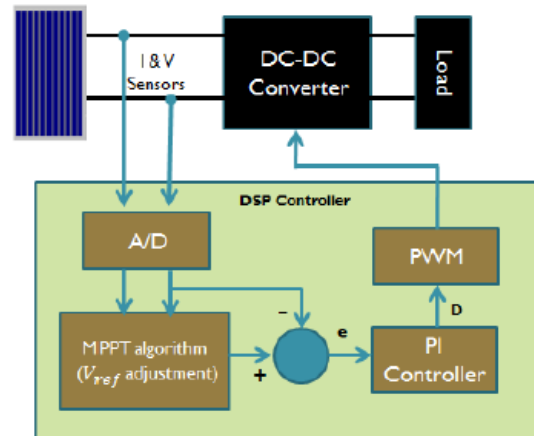 I & V
Sensors
DC-DC
Converter
Load
DSP Controller
A/D
PWM
MPPT algorithm
(V_ref adjustment)
−
+
e
D
PI
Controller